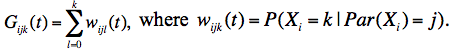 G_{ijk}(t) = \sum_{l=0}^{k} w_{ijl}(t), where w_{ijk}(t) = P(X_i = k | Par(X_i) = j).